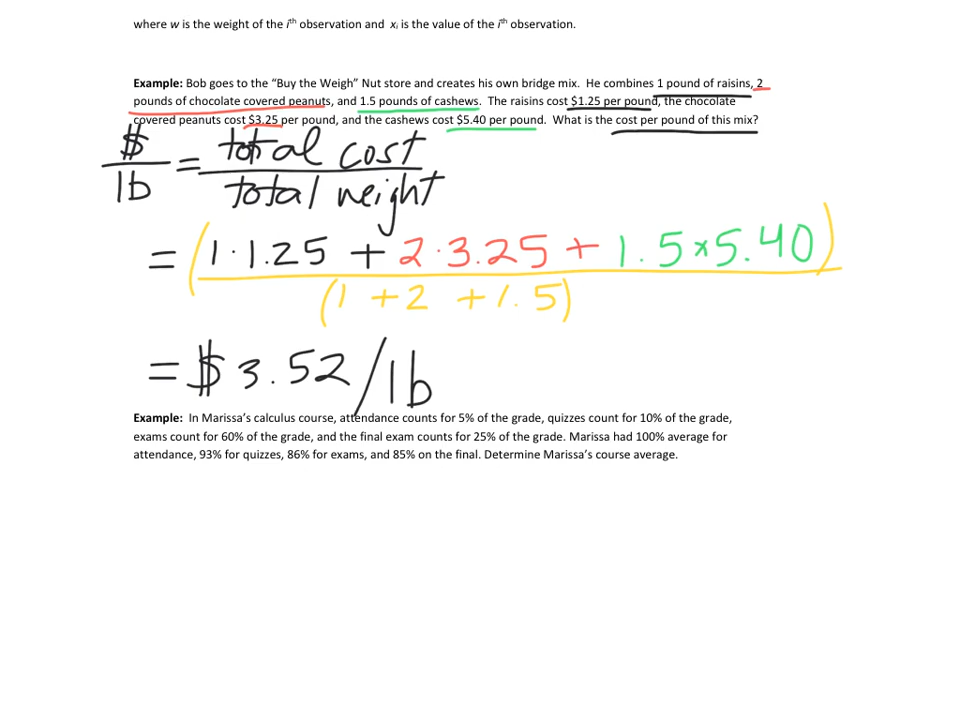 where w is the weight of the ith observation and xi is the value of the ith observation.
Example: Bob goes to the “Buy the Weigh” Nut store and creates his own bridge mix. He combines 1 pound of raisins, 2
pounds of chocolate covered peanuts, and 1.5 pounds of cashews. The raisins cost $1.25 per pound, the chocolate
covered peanuts cost $3.25 per pound, and the cashews cost $5.40 per pound. What is the cost per pound of this mix?
$/lb = total cost / total weight
= (1·1.25 + 2·3.25 + 1.5×5.40)
(1 + 2 + 1.5)
= $3.52/lb
Example: In Marissa’s calculus course, attendance counts for 5% of the grade, quizzes count for 10% of the grade,
exams count for 60% of the grade, and the final exam counts for 25% of the grade. Marissa had 100% average for
attendance, 93% for quizzes, 86% for exams, and 85% on the final. Determine Marissa’s course average.